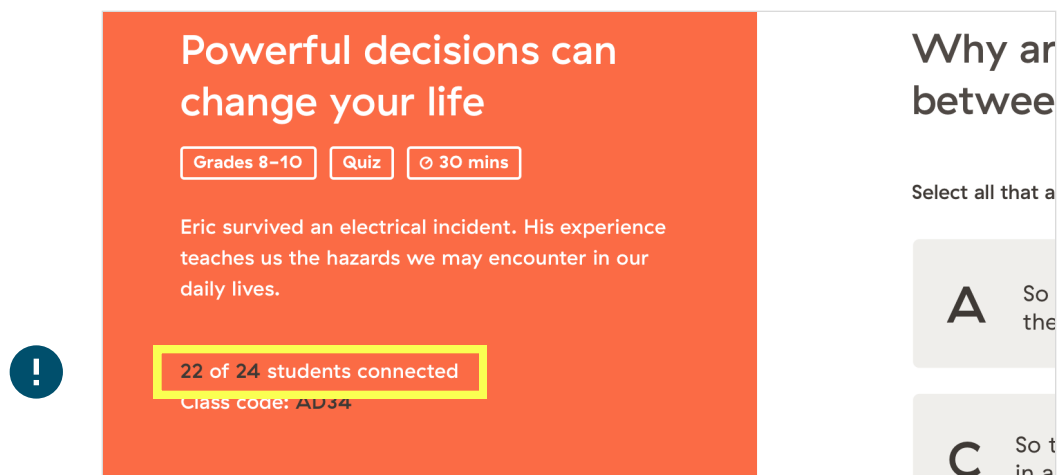 Powerful decisions can
change your life
Grades 8–10 Quiz 30 mins
Eric survived an electrical incident. His experience
teaches us the hazards we may encounter in our
daily lives.
!
22 of 24 students connected
Class code: AD34
Why
betwee
Select all that a
A
So
the
C
So t
in a